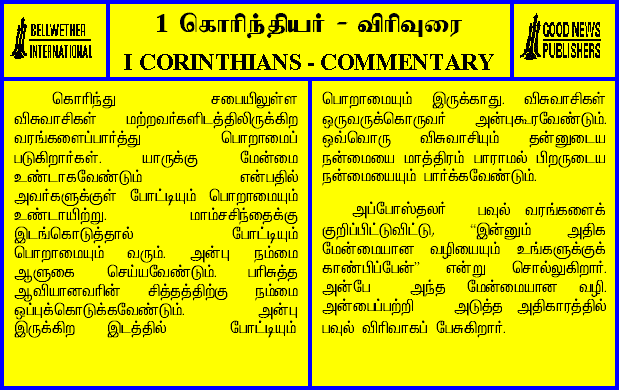 BELLWETHER
INTERNATIONAL
1 கொரிந்தியர் - விரிவுரை
I CORINTHIANS - COMMENTARY
GOOD NEWS
PUBLISHERS
கொரிந்து சபையிலுள்ள
விசுவாசிகள் மற்றவர்களிடத்திலிருக்கிற
வரங்களைப்பார்த்து பொறாமைப்
படுகிறார்கள். யாருக்கு மேன்மை
உண்டாகவேண்டும் என்பதில்
அவர்களுக்குள் போட்டியும் பொறாமையும்
உண்டாயிற்று. மாம்சசிந்தைக்கு
இடங்கொடுத்தால் போட்டியும்
பொறாமையும் வரும். அன்பு நம்மை
ஆளுகை செய்யவேண்டும். பரிசுத்த
ஆவியானவரின் சித்தத்திற்கு நம்மை
ஒப்புக்கொடுக்கவேண்டும். அன்பு
இருக்கிற இடத்தில் போட்டியும்
பொறாமையும் இருக்காது. விசுவாசிகள்
ஒருவருக்கொருவர் அன்புகூரவேண்டும்.
ஒவ்வொரு விசுவாசியும் தன்னுடைய
நன்மையை மாத்திரம் பாராமல் பிறருடைய
நன்மையையும் பார்க்கவேண்டும்.
அப்போஸ்தலர் பவுல் வரங்களைக்
குறிப்பிட்டுவிட்டு, “இன்னும் அதிக
மேன்மையான வழியையும் உங்களுக்குக்
காண்பிப்பேன்” என்று சொல்லுகிறார்.
அன்பே அந்த மேன்மையான வழி.
அன்பைப்பற்றி அடுத்த அதிகாரத்தில்
பவுல் விரிவாகப் பேசுகிறார்.